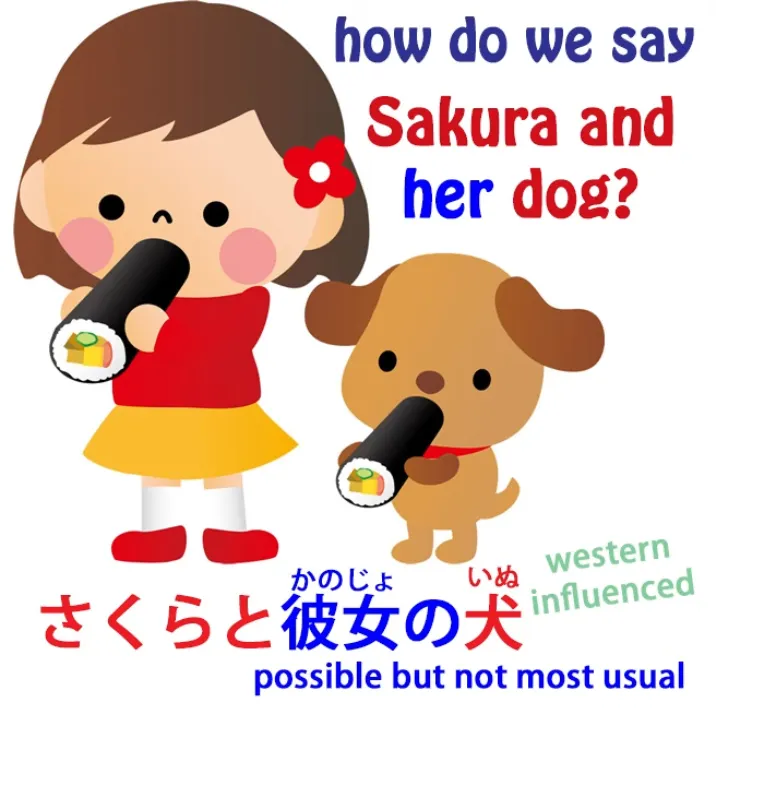 how do we say
Sakura and
her dog?
western
influenced
かのじょ いぬ
さくらと彼女の犬
possible but not most usual